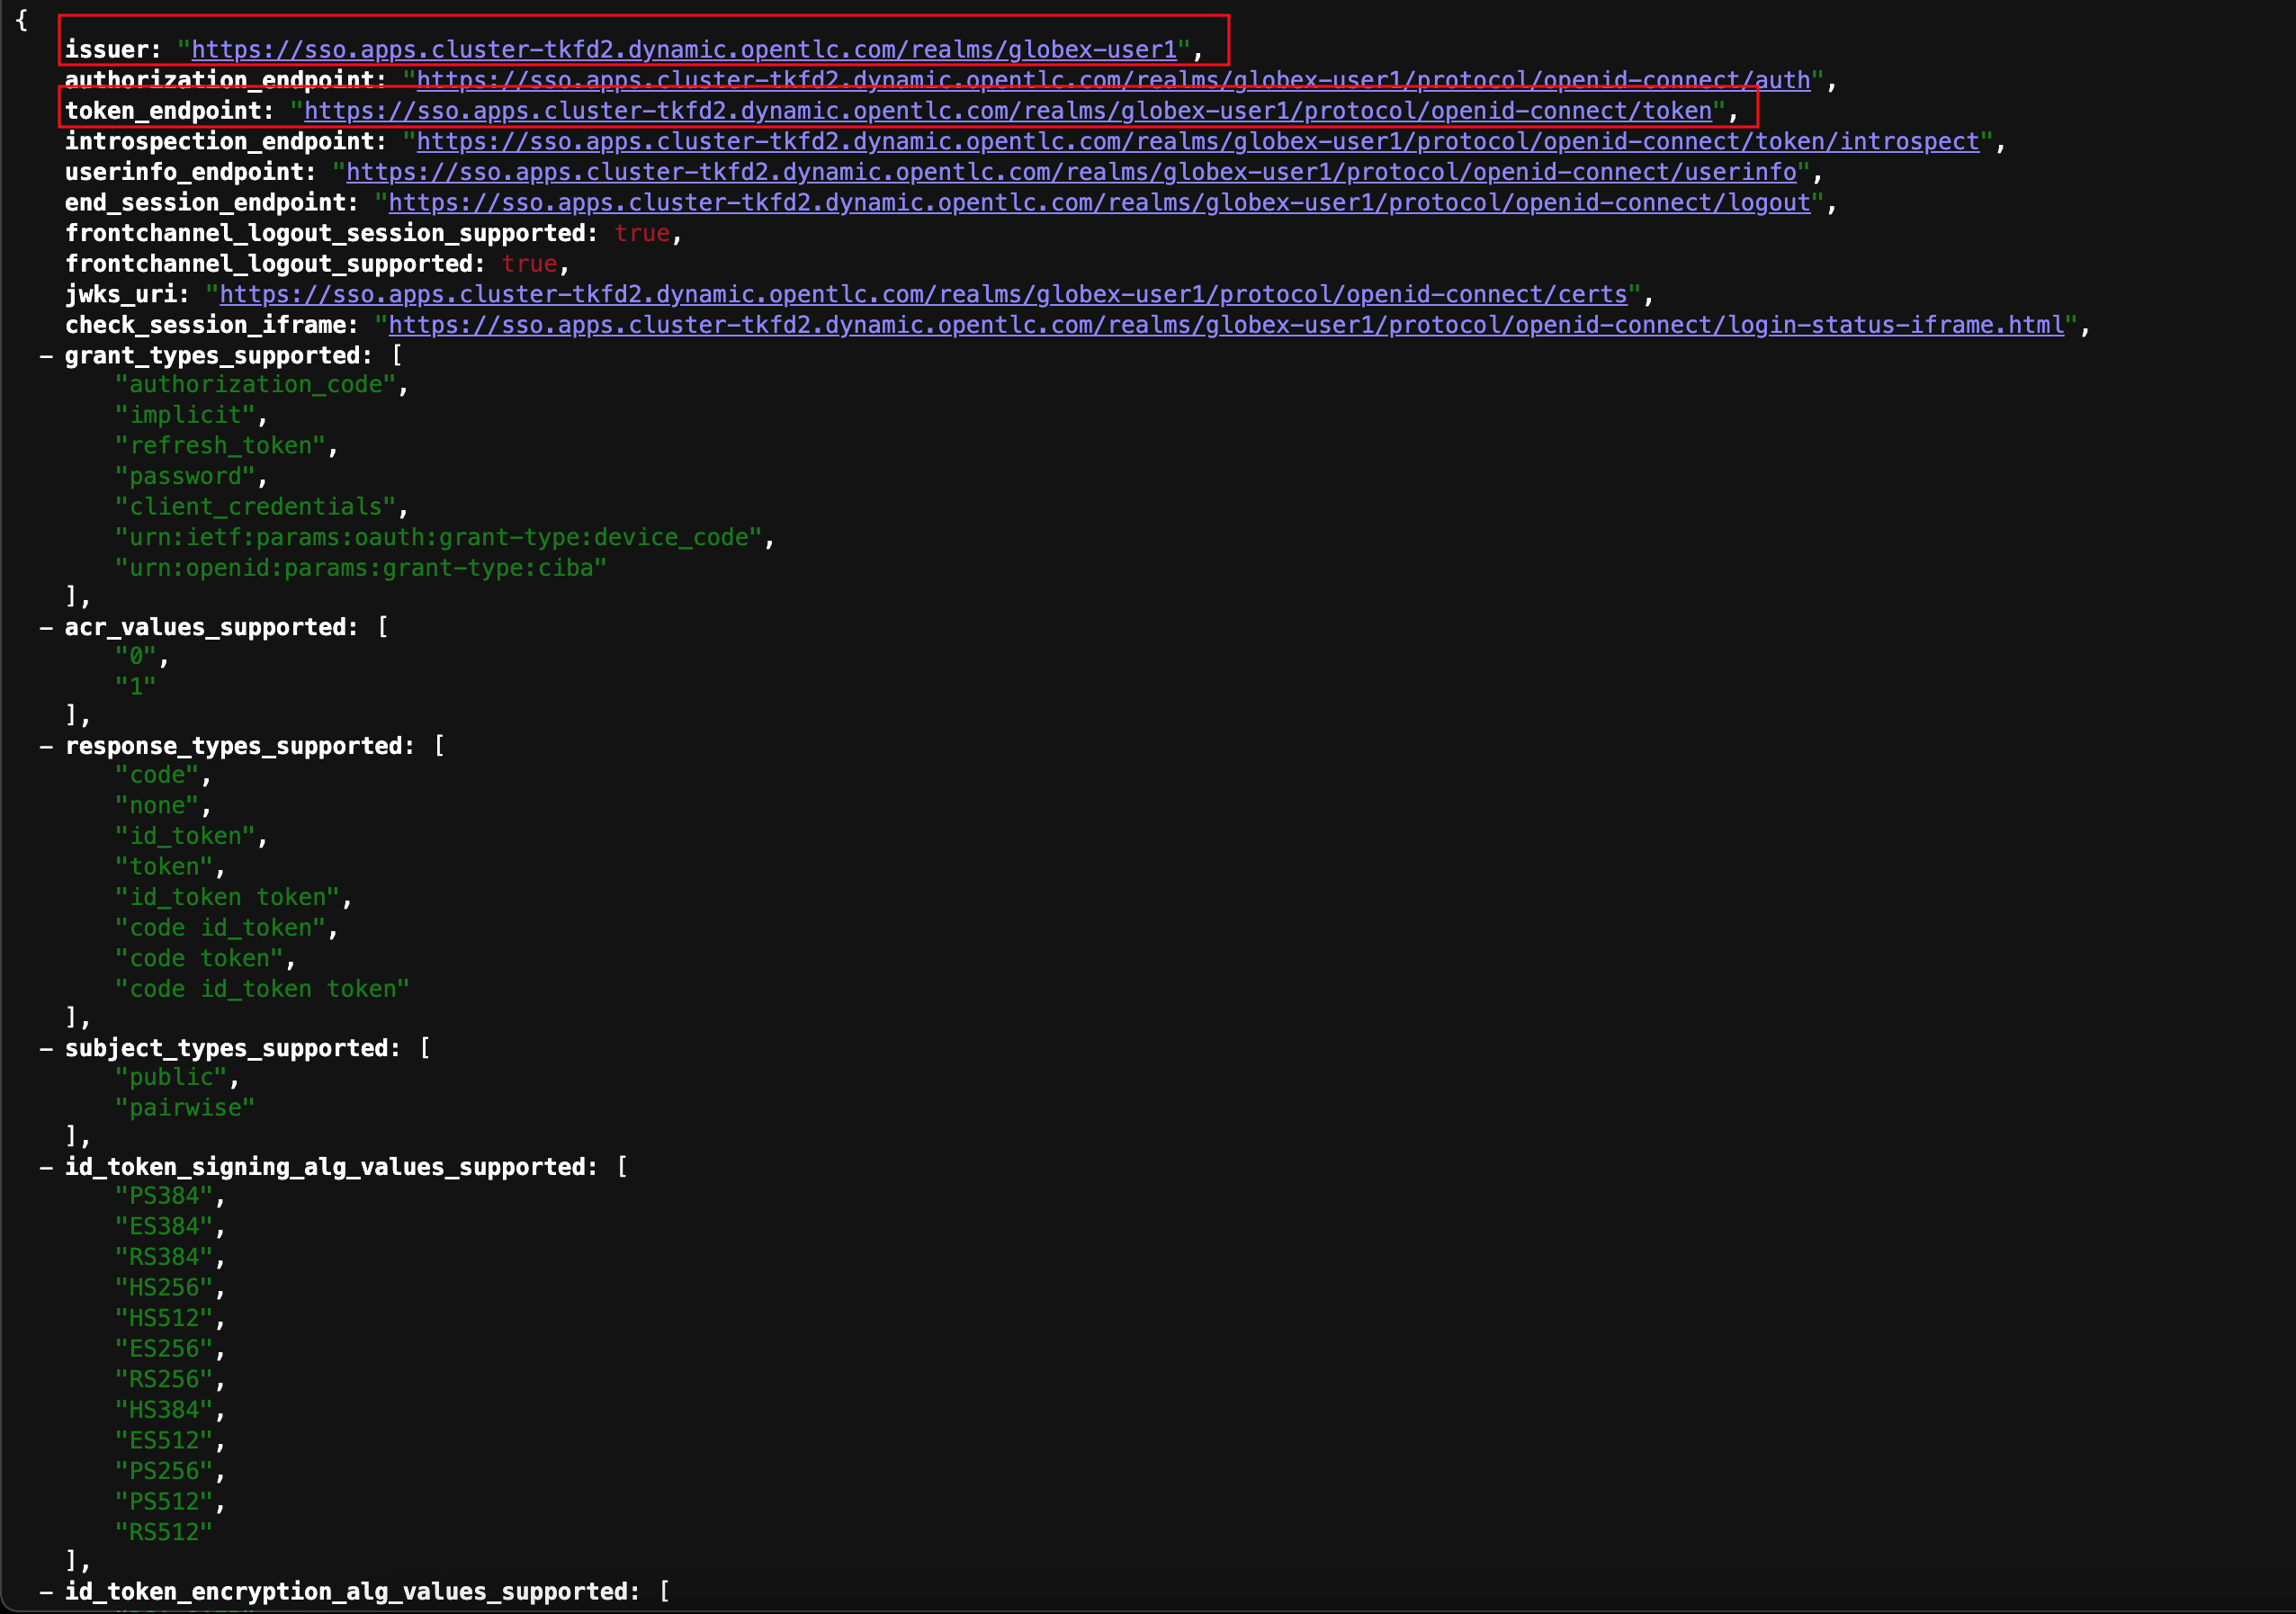 {
issuer: "https://sso.apps.cluster-tkfd2.dynamic.opentlc.com/realms/globex-user1",
authorization_endpoint: "https://sso.apps.cluster-tkfd2.dynamic.opentlc.com/realms/globex-user1/protocol/openid-connect/auth",
token_endpoint: "https://sso.apps.cluster-tkfd2.dynamic.opentlc.com/realms/globex-user1/protocol/openid-connect/token",
introspection_endpoint: "https://sso.apps.cluster-tkfd2.dynamic.opentlc.com/realms/globex-user1/protocol/openid-connect/token/introspect",
userinfo_endpoint: "https://sso.apps.cluster-tkfd2.dynamic.opentlc.com/realms/globex-user1/protocol/openid-connect/userinfo",
end_session_endpoint: "https://sso.apps.cluster-tkfd2.dynamic.opentlc.com/realms/globex-user1/protocol/openid-connect/logout",
frontchannel_logout_session_supported: true,
frontchannel_logout_supported: true,
jwks_uri: "https://sso.apps.cluster-tkfd2.dynamic.opentlc.com/realms/globex-user1/protocol/openid-connect/certs",
check_session_iframe: "https://sso.apps.cluster-tkfd2.dynamic.opentlc.com/realms/globex-user1/protocol/openid-connect/login-status-iframe.html",
– grant_types_supported: [
"authorization_code",
"implicit",
"refresh_token",
"password",
"client_credentials",
"urn:ietf:params:oauth:grant-type:device_code",
"urn:openid:params:grant-type:ciba"
],
– acr_values_supported: [
"0",
"1"
],
– response_types_supported: [
"code",
"none",
"id_token",
"token",
"id_token token",
"code id_token",
"code token",
"code id_token token"
],
– subject_types_supported: [
"public",
"pairwise"
],
– id_token_signing_alg_values_supported: [
"PS384",
"ES384",
"RS384",
"HS256",
"HS512",
"ES256",
"RS256",
"HS384",
"ES512",
"PS256",
"PS512",
"RS512"
],
– id_token_encryption_alg_values_supported: [